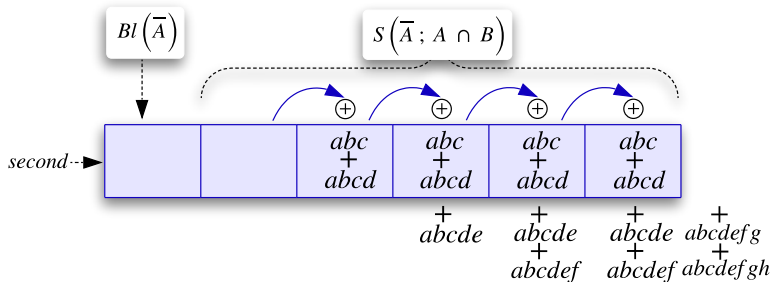 Bl(A̅)
S(A̅ ; A ∩ B)
⊕ ⊕ ⊕ ⊕
abc abc abc abc
+ + + +
second abcd abcd abcd abcd
+ + + +
abcde abcde abcde abcdefg
+ + +
abcdef abcdef abcdefgh